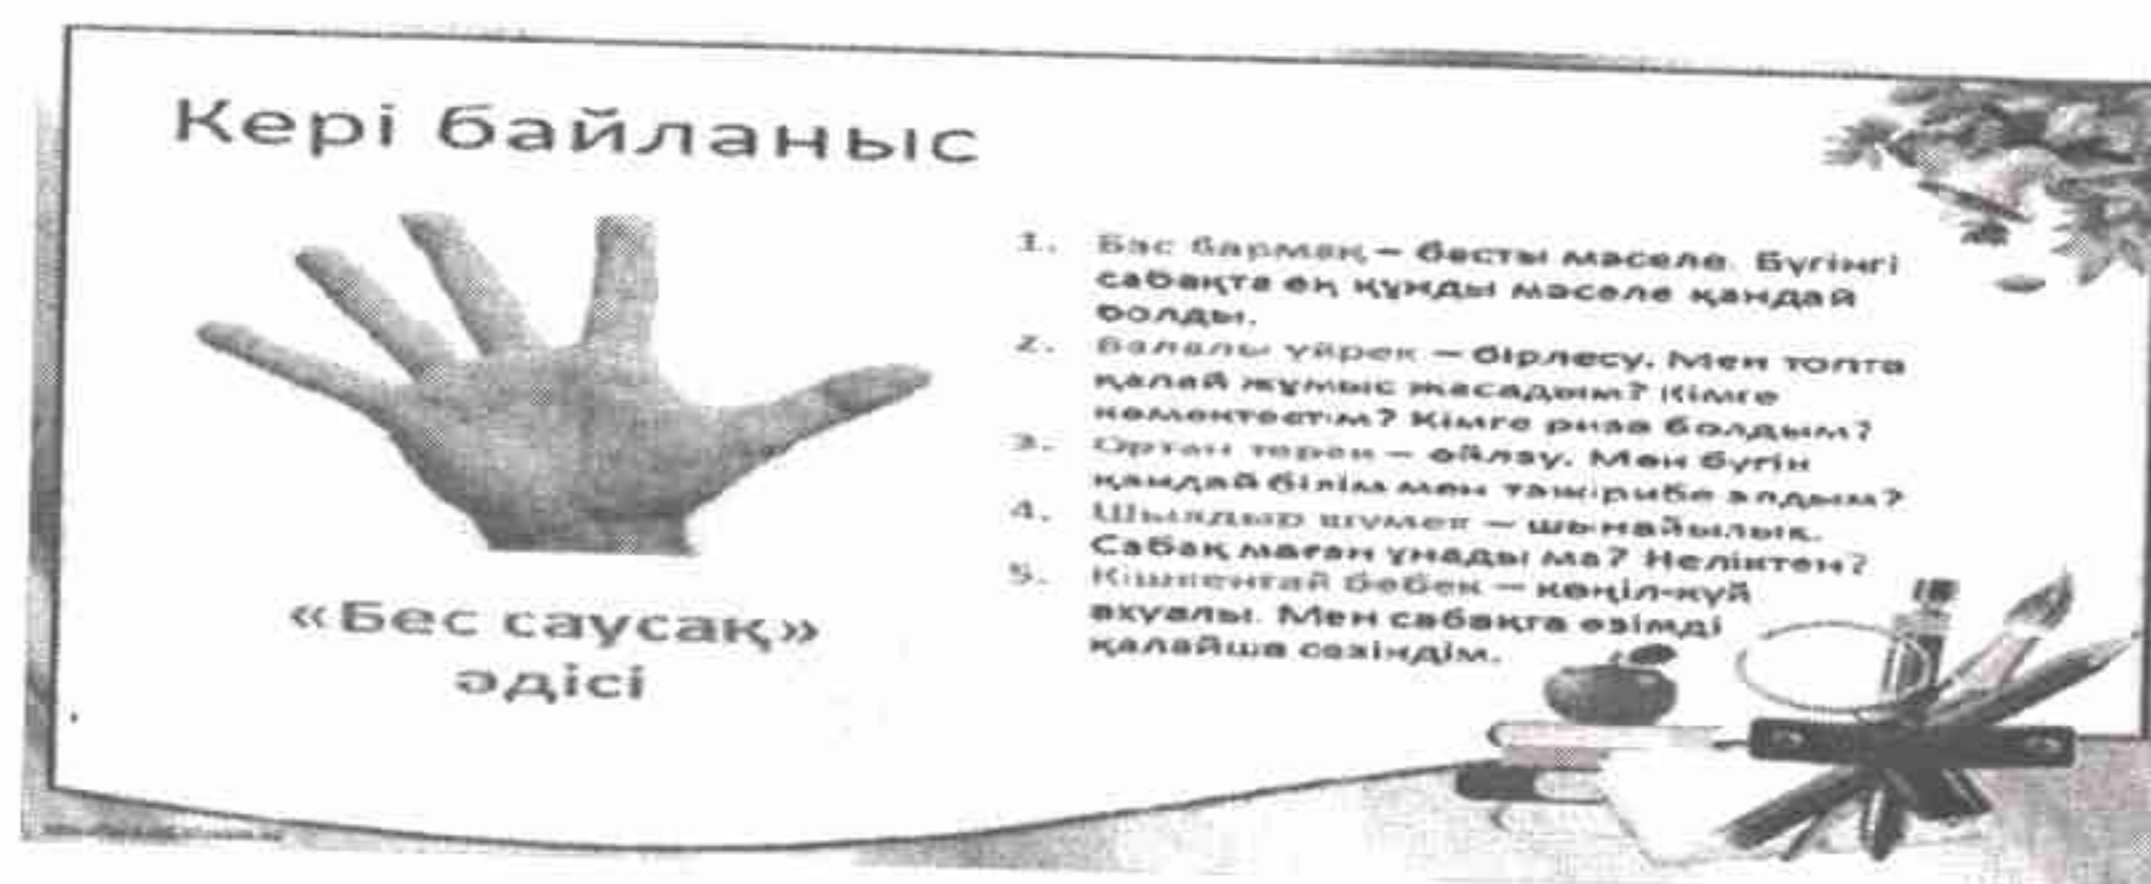 Кері байланыс
«Бес саусақ»
әдісі
1. Бас бармақ – басты мәселе. Бүгінгі
сабақта ең құнды мәселе қандай
болды.
2. Балалы үйрек – бірлесу. Мен топта
қалай жұмыс жасадым? Кімге
көмектестім? Кімге риза болдым?
3. Ортан терек – ойлау. Мен бүгін
қандай білім мен тәжірибе алдым?
4. Шылдыр шүмек – шынайылық.
Сабақ маған ұнады ма? Неліктен?
5. Кішкентай бөбек – көңіл-күй
ахуалы. Мен сабақта өзімді
қалайша сезіндім.